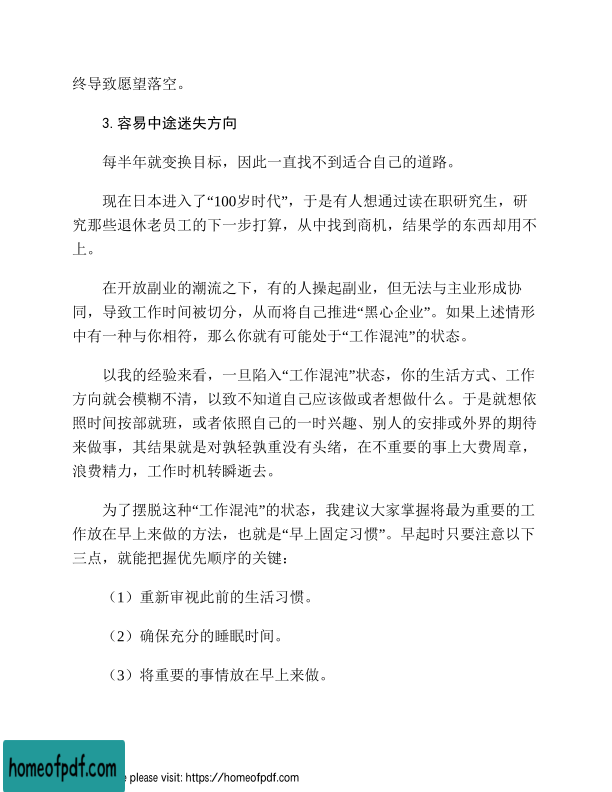 终导致愿望落空。
3.容易中途迷失方向
每半年就变换目标，因此一直找不到适合自己的道路。
现在日本进入了“100岁时代”，于是有人想通过读在职研究生，研
究那些退休老员工的下一步打算，从中找到商机，结果学的东西却用不
上。
在开放副业的潮流之下，有的人操起副业，但无法与主业形成协
同，导致工作时间被切分，从而将自己推进“黑心企业”。如果上述情形
中有一种与你相符，那么你就有可能处于“工作混沌”的状态。
以我的经验来看，一旦陷入“工作混沌”状态，你的生活方式、工作
方向就会模糊不清，以致不知道自己应该做或者想做什么。于是就想依
照时间按部就班，或者依照自己的一时兴趣、别人的安排或外界的期待
来做事，其结果就是对孰轻孰重没有头绪，在不重要的事上大费周章，
浪费精力，工作时机转瞬逝去。
为了摆脱这种“工作混沌”的状态，我建议大家掌握将最为重要的工
作放在早上来做的方法，也就是“早上固定习惯”。早起时只要注意以下
三点，就能把握优先顺序的关键：
（1）重新审视此前的生活习惯。
（2）确保充分的睡眠时间。
（3）将重要的事情放在早上来做。
homeofpdf.com
e please visit: https://homeofpdf.com